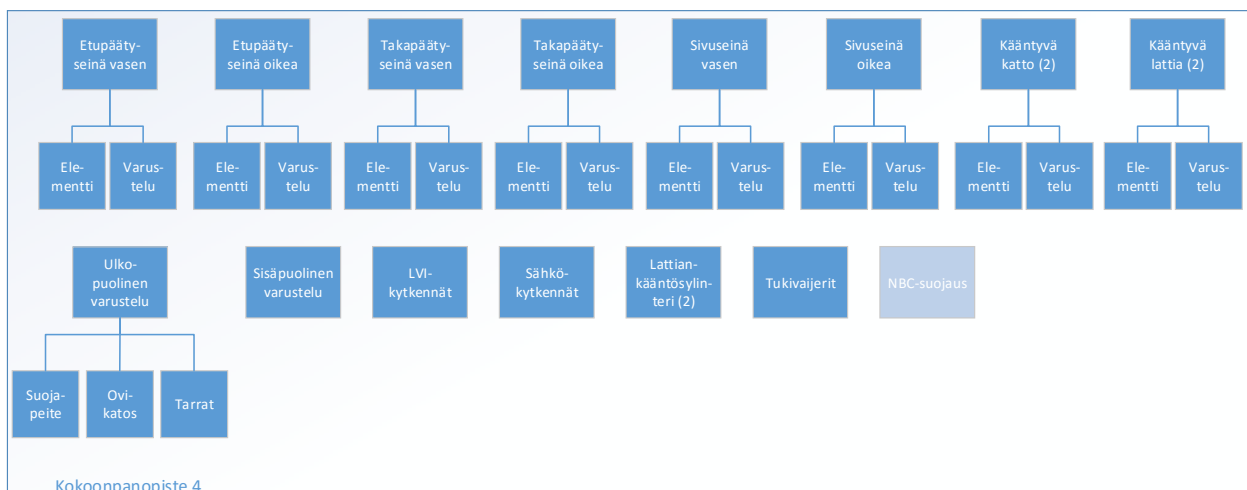 Etupääty-
seinä vasen
Etupääty-
seinä oikea
Takapääty-
seinä vasen
Takapääty-
seinä oikea
Sivuseinä
vasen
Sivuseinä
oikea
Kääntyvä
katto (2)
Kääntyvä
lattia (2)
Ele-
mentti
Varus-
telu
Ele-
mentti
Varus-
telu
Ele-
mentti
Varus-
telu
Ele-
mentti
Varus-
telu
Ele-
mentti
Varus-
telu
Ele-
mentti
Varus-
telu
Ele-
mentti
Varus-
telu
Ele-
mentti
Varus-
telu
Ulko-
puolinen
varustelu
Sisäpuolinen
varustelu
LVI-
kytkennät
Sähkö-
kytkennät
Lattian-
kääntösylin-
teri (2)
Tukivaijerit
NBC-suojaus
Suoja-
peite
Ovi-
katos
Tarrat
Kokoonpanopiste 4